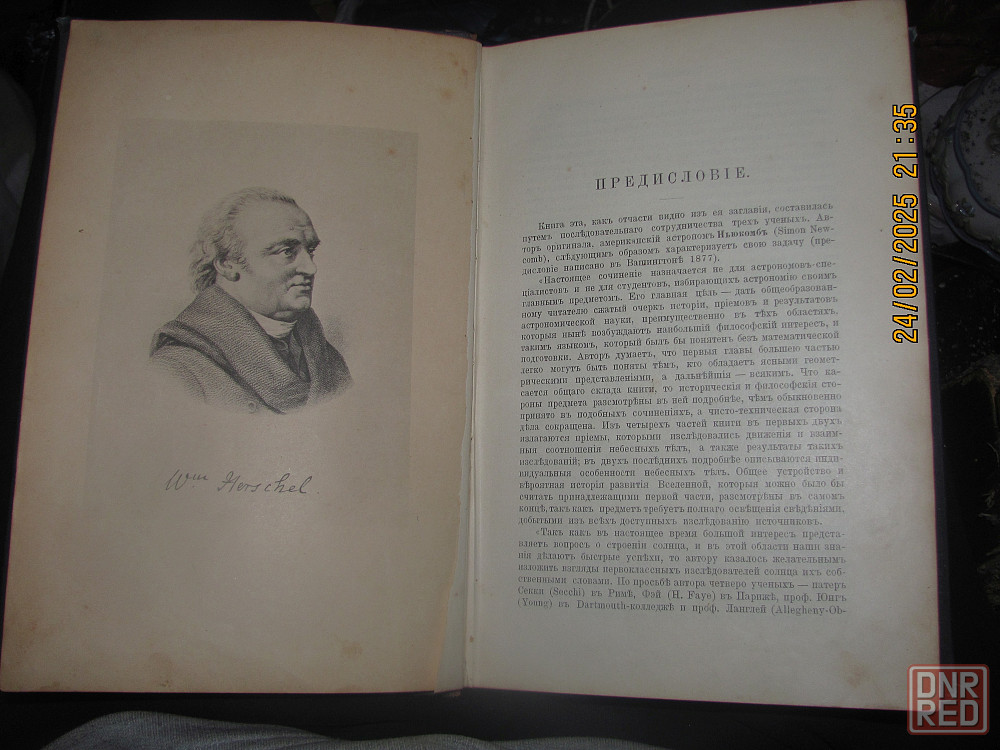 Wm Herschel.
ПРЕДИСЛОВІЕ.
Книга эта, какъ отчасти видно изъ ея заглавія, составилась
путемъ послѣдовательнаго сотрудничества трехъ ученыхъ. Ав-
торъ оригинала, американскій астрономъ Ньюкомбъ (Simon New-
comb), слѣдующимъ образомъ характеризуетъ свою задачу (пре-
дисловіе написано въ Вашингтонѣ 1877).
«Настоящее сочиненіе назначается не для астрономовъ-спе-
ціалистовъ и не для студентовъ, избирающихъ астрономію своимъ
главнымъ предметомъ. Его главная цѣль — дать общеобразован-
ному читателю сжатый очеркъ исторіи, пріемовъ и результатовъ
астрономической науки, преимущественно въ тѣхъ областяхъ,
которыя нынѣ возбуждаютъ наибольшій философскій интересъ, и
такимъ языкомъ, который былъ бы понятенъ безъ математической
подготовки. Авторъ думаетъ, что первыя главы большею частью
легко могутъ быть поняты тѣмъ, кто обладаетъ ясными геомет-
рическими представленіями, а дальнѣйшія — всякимъ. Что ка-
сается общаго склада книги, то историческія и философскія сто-
роны предмета разсмотрѣны въ ней подробнѣе, чѣмъ обыкновенно
принято въ подобныхъ сочиненіяхъ, а чисто-техническая сторона
дѣла сокращена. Изъ четырехъ частей книги въ первыхъ двухъ
излагаются пріемы, которыми изслѣдовались движенія и взаим-
ныя соотношенія небесныхъ тѣлъ, а также результаты такихъ
изслѣдованій; въ двухъ послѣднихъ подробнѣе описываются инди-
видуальныя особенности небесныхъ тѣлъ. Общее устройство и
вѣроятная исторія развитія Вселенной, которыя можно было бы
считать принадлежащими первой части, разсмотрѣны въ самомъ
концѣ, такъ какъ предметъ требуетъ полнаго освѣщенія свѣдѣніями,
добытыми изъ всѣхъ доступныхъ изслѣдованію источниковъ.
«Такъ какъ въ настоящее время большой интересъ предста-
вляетъ вопросъ о строеніи солнца, и въ этой области наши зна-
нія дѣлаютъ быстрые успѣхи, то автору казалось желательнымъ
изложить взгляды первоклассныхъ изслѣдователей солнца ихъ соб-
ственными словами. По просьбѣ автора четверо ученыхъ — патеръ
Секки (Secchi) въ Римѣ, Фэй (H. Faye) въ Парижѣ, проф. Юнгъ
(Young) въ Dartmouth-колледжѣ и проф. Ланглей (Allegheny-Ob-
24/02/2025 21:35
DNR
RED